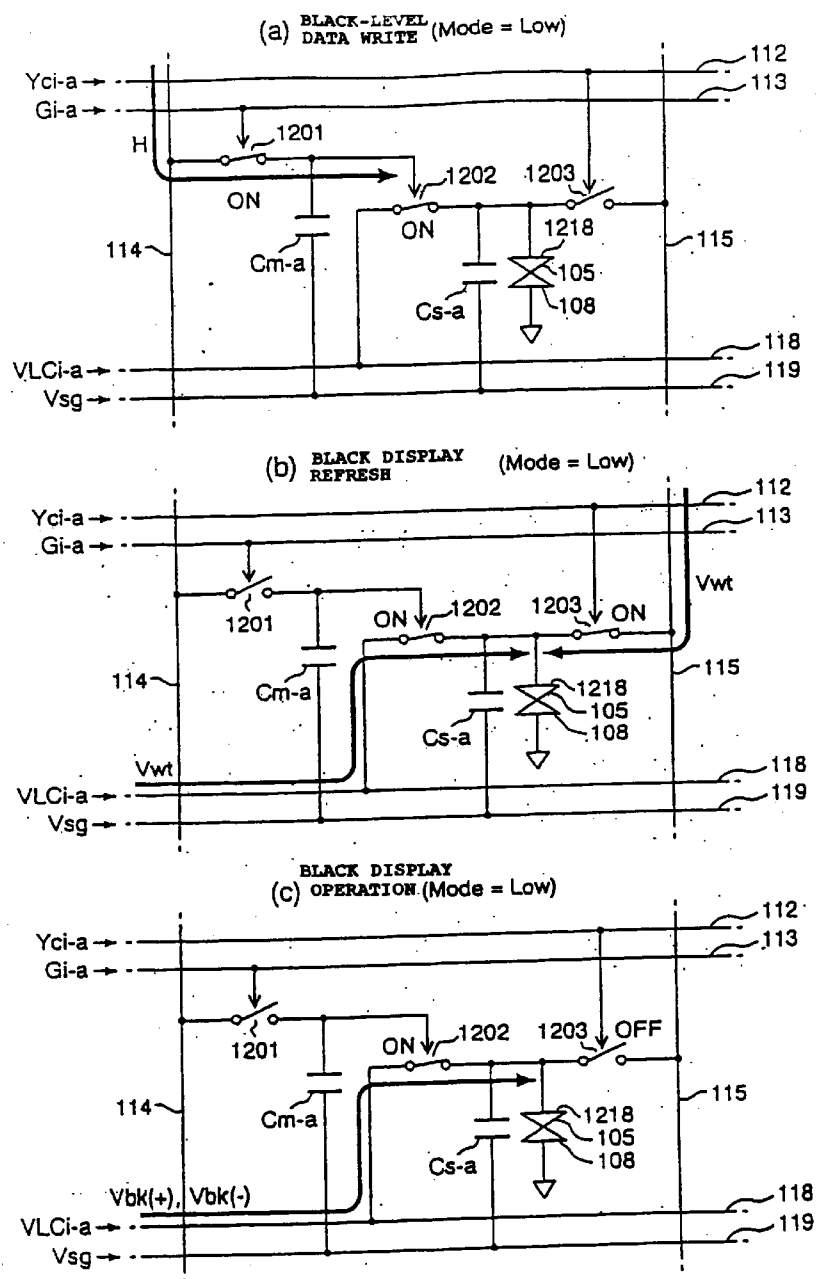 (a) BLACK-LEVEL
DATA WRITE (Mode = Low)
112
Yci-a
113
Gi-a
1201
H
ON
1202
1203
ON
1218
114
Cm-a
105
115
Cs-a
108
118
VLCi-a
119
Vsg
(b) BLACK DISPLAY
REFRESH (Mode = Low)
112
Yci-a
113
Gi-a
Vwt
1201
ON
1202
1203
ON
114
Cm-a
1218
115
105
Cs-a
108
Vwt
118
VLCi-a
119
Vsg
BLACK DISPLAY
(c) OPERATION (Mode = Low)
112
Yci-a
113
Gi-a
1201
ON
1202
1203
OFF
114
Cm-a
1218
115
105
Cs-a
108
Vbk(+), Vbk(-)
118
VLCi-a
119
Vsg